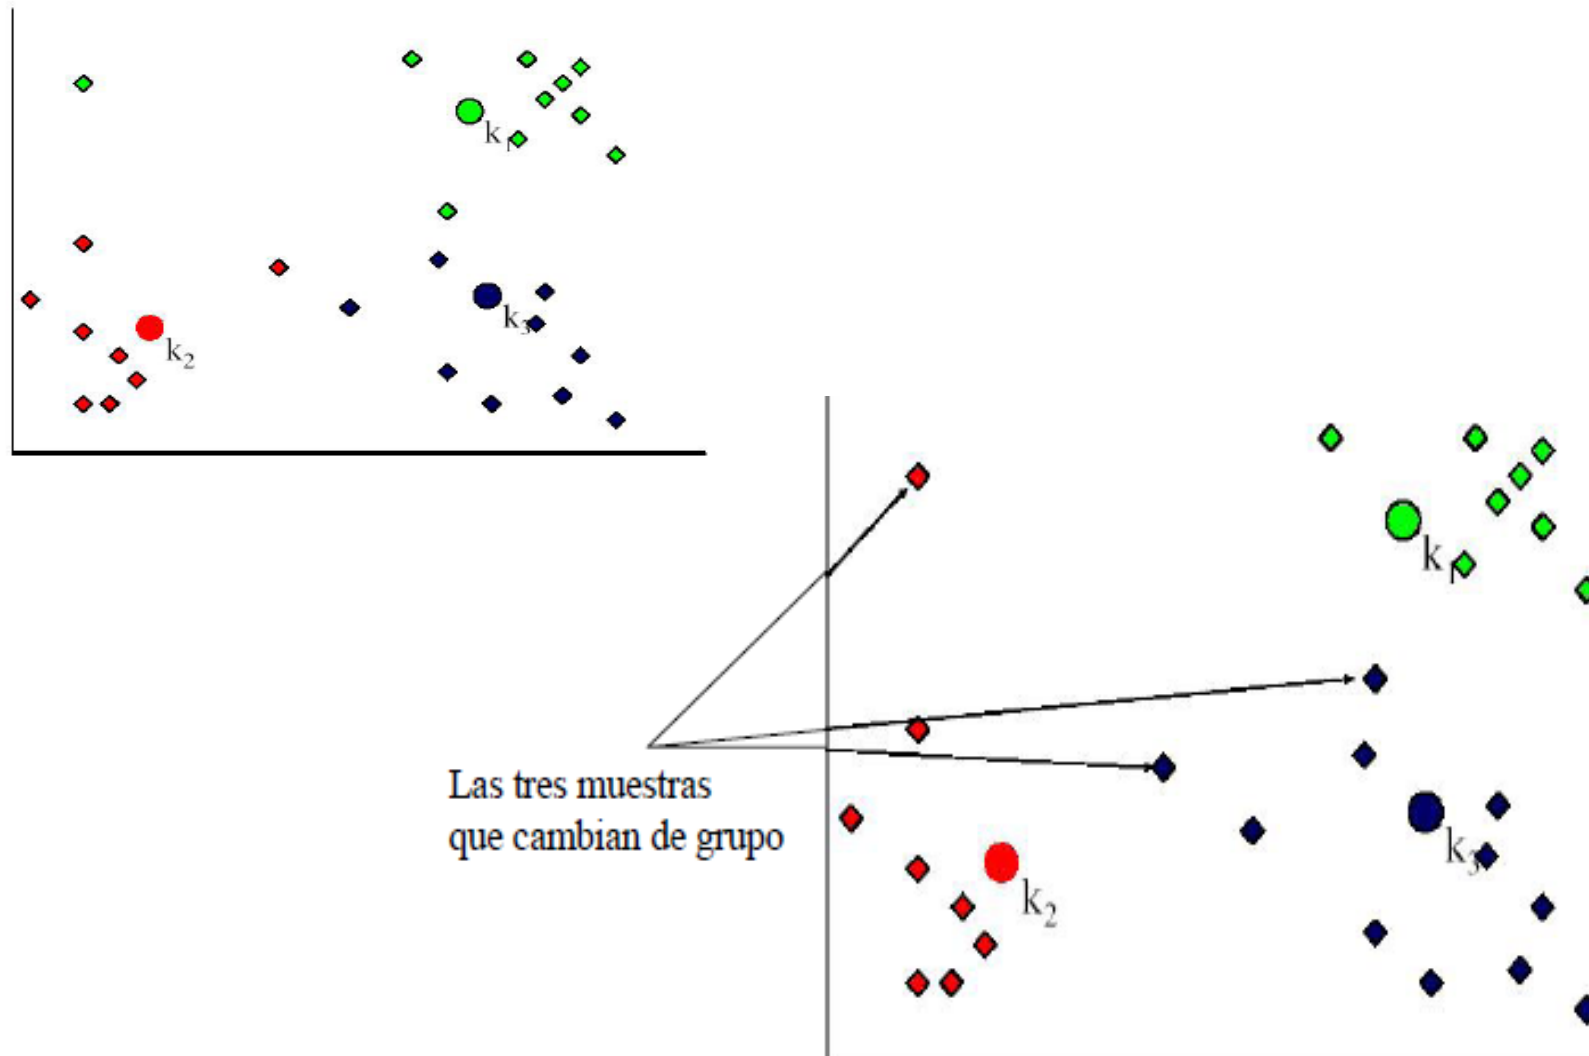 k1
k2
k3
k1
Las tres muestras
que cambian de grupo
k3
k2